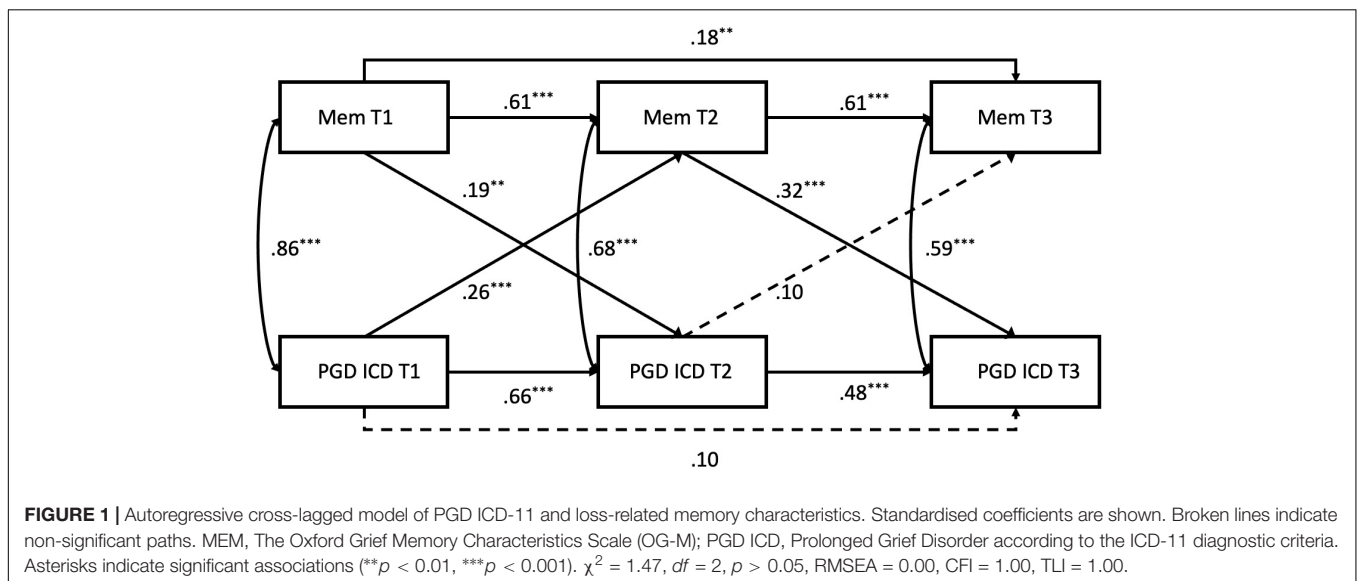 .18**
Mem T1
.61***
Mem T2
.61***
Mem T3
.19**
.32***
.86***
.68***
.59***
.26***
.10
PGD ICD T1
PGD ICD T2
PGD ICD T3
.66***
.48***
.10
FIGURE 1 | Autoregressive cross-lagged model of PGD ICD-11 and loss-related memory characteristics. Standardised coefficients are shown. Broken lines indicate
non-significant paths. MEM, The Oxford Grief Memory Characteristics Scale (OG-M); PGD ICD, Prolonged Grief Disorder according to the ICD-11 diagnostic criteria.
Asterisks indicate significant associations (**p < 0.01, ***p < 0.001). χ² = 1.47, df = 2, p > 0.05, RMSEA = 0.00, CFI = 1.00, TLI = 1.00.